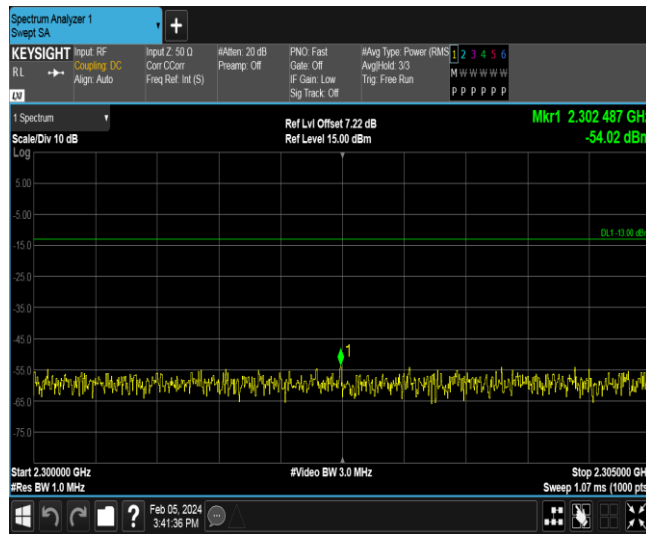 Spectrum Analyzer 1
Swept SA
+
KEYSIGHT
RL
LXI
Input: RF
Coupling: DC
Align: Auto
Input Z: 50 Ω
Corr CCorr
Freq Ref: Int (S)
#Atten: 20 dB
Preamp: Off
PNO: Fast
Gate: Off
IF Gain: Low
Sig Track: Off
#Avg Type: Power (RMS
Avg|Hold: 3/3
Trig: Free Run
1 2 3 4 5 6
M W W W W W
P P P P P P
1 Spectrum
Scale/Div 10 dB
Log
Ref Lvl Offset 7.22 dB
Ref Level 15.00 dBm
Mkr1 2.302 487 GHz
-54.02 dBm
5.00
-5.00
DL1 -13.00 dBm
-15.0
-25.0
-35.0
-45.0
1
-55.0
-65.0
-75.0
Start 2.300000 GHz
#Res BW 1.0 MHz
#Video BW 3.0 MHz
Stop 2.305000 GHz
Sweep 1.07 ms (1000 pts)
?
Feb 05, 2024
3:41:36 PM